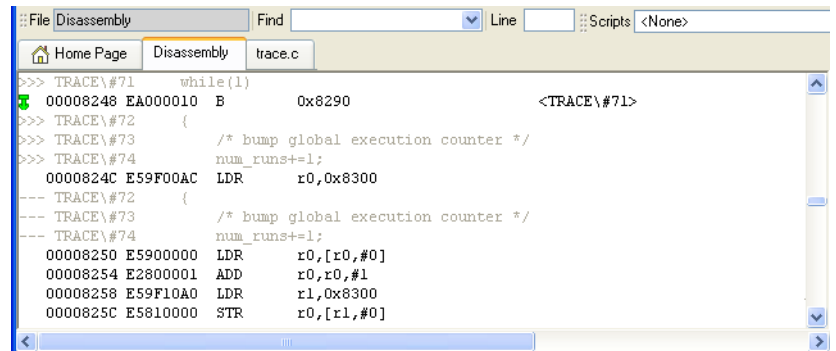 File Disassembly Find Line Scripts <None>
Home Page Disassembly trace.c
>>> TRACE\#71 while(1)
00008248 EA000010 B 0x8290 <TRACE\#71>
>>> TRACE\#72 {
>>> TRACE\#73 /* bump global execution counter */
>>> TRACE\#74 num_runs+=1;
0000824C E59F00AC LDR r0,0x8300
--- TRACE\#72 {
--- TRACE\#73 /* bump global execution counter */
--- TRACE\#74 num_runs+=1;
00008250 E5900000 LDR r0,[r0,#0]
00008254 E2800001 ADD r0,r0,#1
00008258 E59F10A0 LDR r1,0x8300
0000825C E5810000 STR r0,[r1,#0]